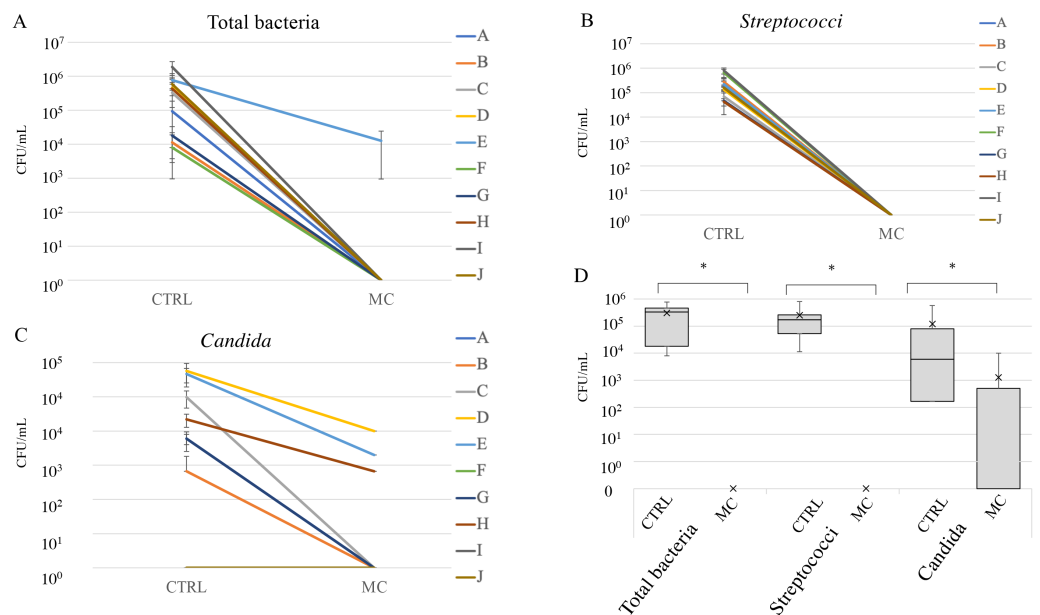 A
Total bacteria
CFU/mL
10⁷
10⁶
10⁵
10⁴
10³
10²
10¹
10⁰
CTRL
MC
A
B
C
D
E
F
G
H
I
J
B
Streptococci
CFU/mL
10⁷
10⁶
10⁵
10⁴
10³
10²
10¹
10⁰
CTRL
MC
A
B
C
D
E
F
G
H
I
J
C
Candida
CFU/mL
10⁵
10⁴
10⁴
10³
10²
10¹
10⁰
CTRL
MC
A
B
C
D
E
F
G
H
I
J
D
* * *
CFU/mL
10⁶
10⁵
10⁴
10³
10²
10¹
10⁰
0
CTRL
MC
CTRL
MC
CTRL
MC
Total bacteria
Streptococci
Candida